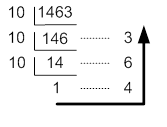 10 1463
10 146 ......... 3
10 14 ......... 6
1 ......... 4